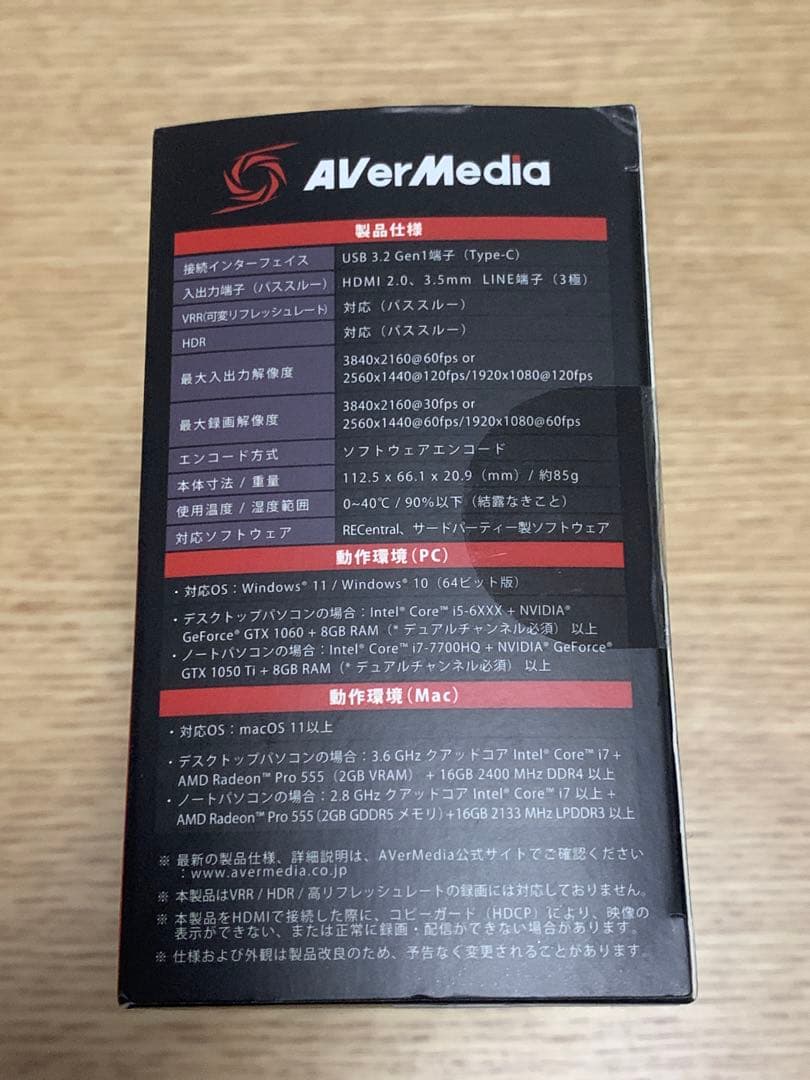 AVerMedia
製品仕様
接続インターフェイス USB 3.2 Gen1端子（Type-C）
入出力端子（パススルー） HDMI 2.0、3.5mm LINE端子（3極）
VRR(可変リフレッシュレート) 対応（パススルー）
HDR 対応（パススルー）
最大入出力解像度 3840x2160@60fps or
2560x1440@120fps/1920x1080@120fps
最大録画解像度 3840x2160@30fps or
2560x1440@60fps/1920x1080@60fps
エンコード方式 ソフトウェアエンコード
本体寸法 / 重量 112.5 x 66.1 x 20.9（mm）/ 約85g
使用温度 / 湿度範囲 0~40℃ / 90%以下（結露なきこと）
対応ソフトウェア RECentral、サードパーティー製ソフトウェア
動作環境（PC）
・対応OS：Windows® 11 / Windows® 10（64ビット版）
・デスクトップパソコンの場合：Intel® Core™ i5-6XXX + NVIDIA®
GeForce® GTX 1060 + 8GB RAM（* デュアルチャンネル必須） 以上
・ノートパソコンの場合：Intel® Core™ i7-7700HQ + NVIDIA® GeForce®
GTX 1050 Ti + 8GB RAM（* デュアルチャンネル必須） 以上
動作環境（Mac）
・対応OS：macOS 11以上
・デスクトップパソコンの場合：3.6 GHz クアッドコア Intel® Core™ i7 +
AMD Radeon™ Pro 555（2GB VRAM） + 16GB 2400 MHz DDR4 以上
・ノートパソコンの場合：2.8 GHz クアッドコア Intel® Core™ i7 以上 +
AMD Radeon™ Pro 555（2GB GDDR5 メモリ）+16GB 2133 MHz LPDDR3 以上
※ 最新の製品仕様、詳細説明は、AVerMedia公式サイトでご確認ください
：www.avermedia.co.jp
※ 本製品はVRR / HDR / 高リフレッシュレートの録画には対応しておりません。
※ 本製品をHDMIで接続した際に、コピーガード（HDCP）により、映像の
表示ができない、または正常に録画・配信ができない場合があります。
※ 仕様および外観は製品改良のため、予告なく変更されることがあります。